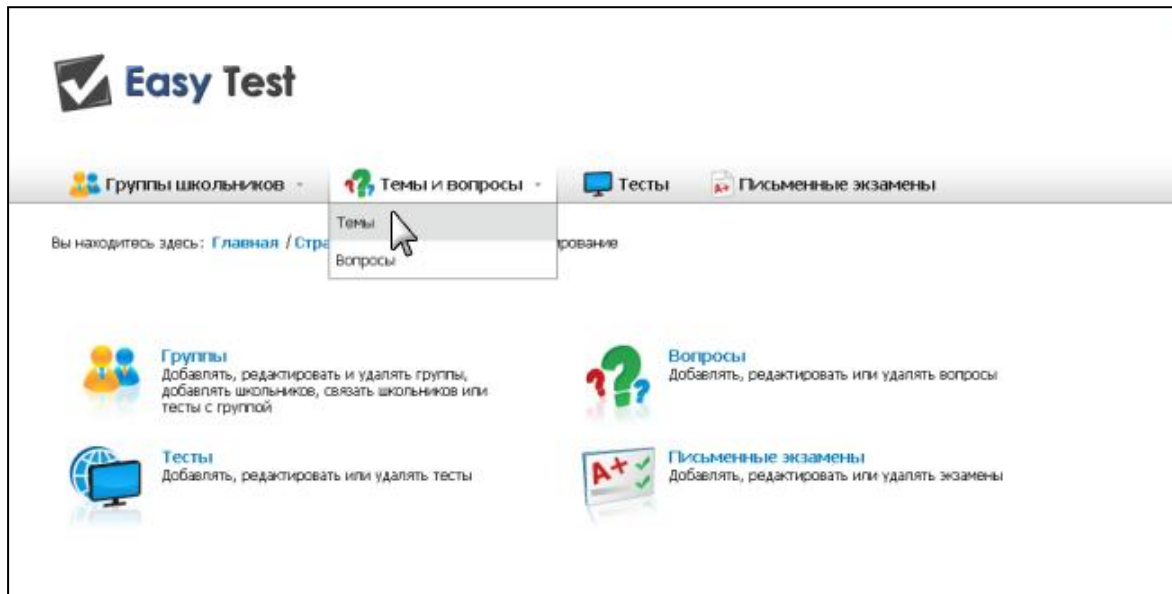 Easy Test
Группы школьников
Темы и вопросы
Тесты
Письменные экзамены
Темы
Вопросы
Вы находитесь здесь: Главная / Стра
рование
Группы
Добавлять, редактировать и удалять группы,
добавлять школьников, связать школьников или
тесты с группой
Вопросы
Добавлять, редактировать или удалять вопросы
Тесты
Добавлять, редактировать или удалять тесты
A+
Письменные экзамены
Добавлять, редактировать или удалять экзамены